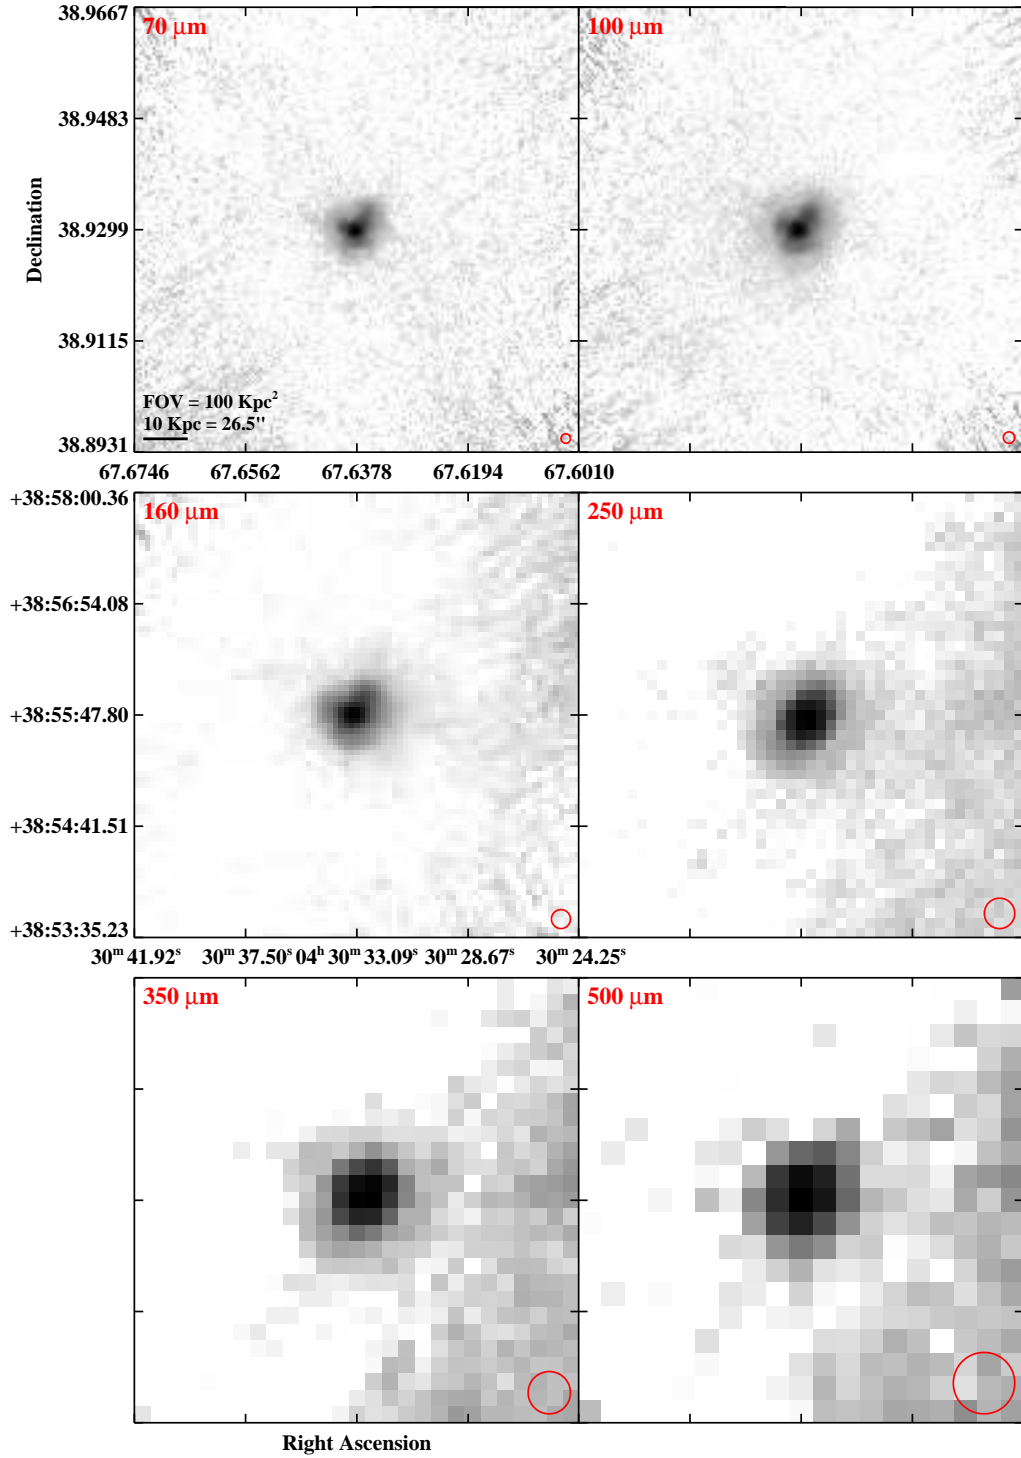 38.9667
70 μm
100 μm
38.9483
38.9299
38.9115
38.8931
Declination
FOV = 100 Kpc²
10 Kpc = 26.5"
67.6746 67.6562 67.6378 67.6194 67.6010
+38:58:00.36
160 μm
250 μm
+38:56:54.08
+38:55:47.80
+38:54:41.51
+38:53:35.23
30ᵐ 41.92ˢ 30ᵐ 37.50ˢ 04ʰ 30ᵐ 33.09ˢ 30ᵐ 28.67ˢ 30ᵐ 24.25ˢ
350 μm
500 μm
Right Ascension